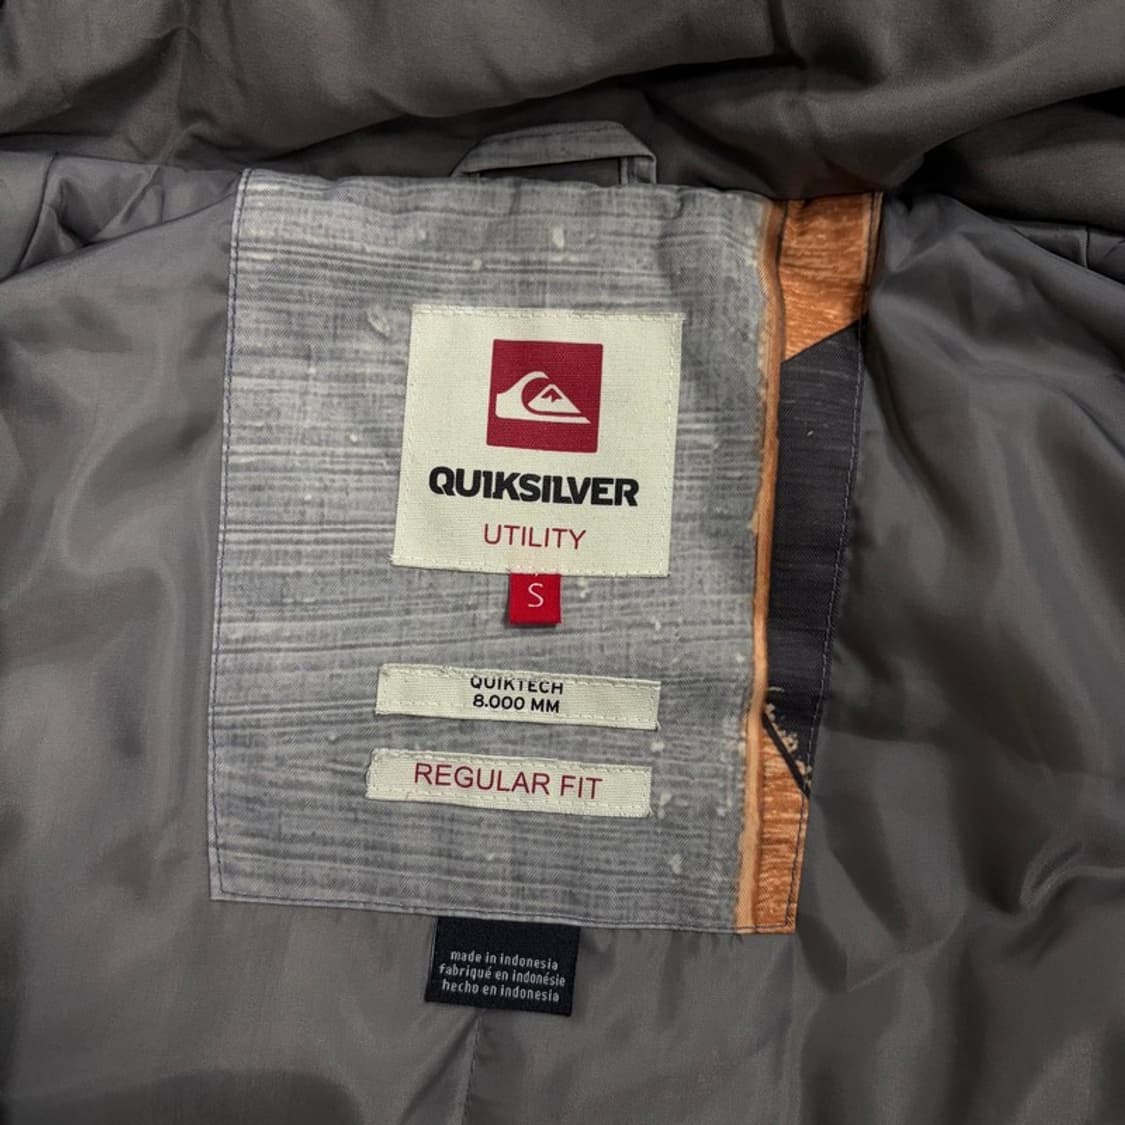 QUIKSILVER
UTILITY
S
QUIKTECH
8.000 MM
REGULAR FIT
made in indonesia
fabriqué en indonésie
hecho en indonesia